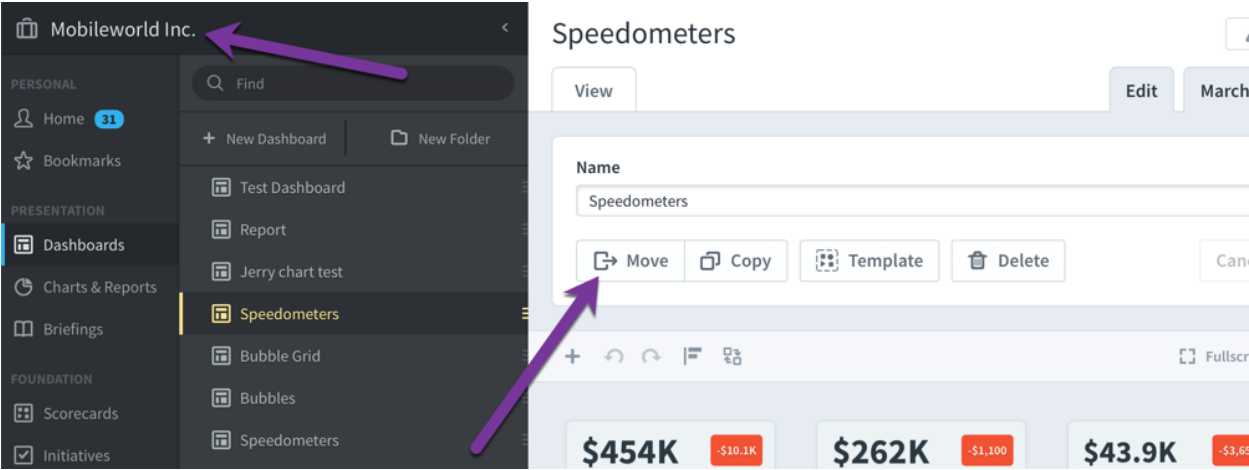 Mobileworld Inc.
PERSONAL
Home 31
Bookmarks
PRESENTATION
Dashboards
Charts & Reports
Briefings
FOUNDATION
Scorecards
Initiatives
Find
New Dashboard New Folder
Test Dashboard
Report
Jerry chart test
Speedometers
Bubble Grid
Bubbles
Speedometers
Speedometers
View Edit March
Name
Speedometers
Move Copy Template Delete
Fullscr
$454K -$10.1K $262K -$1,100 $43.9K